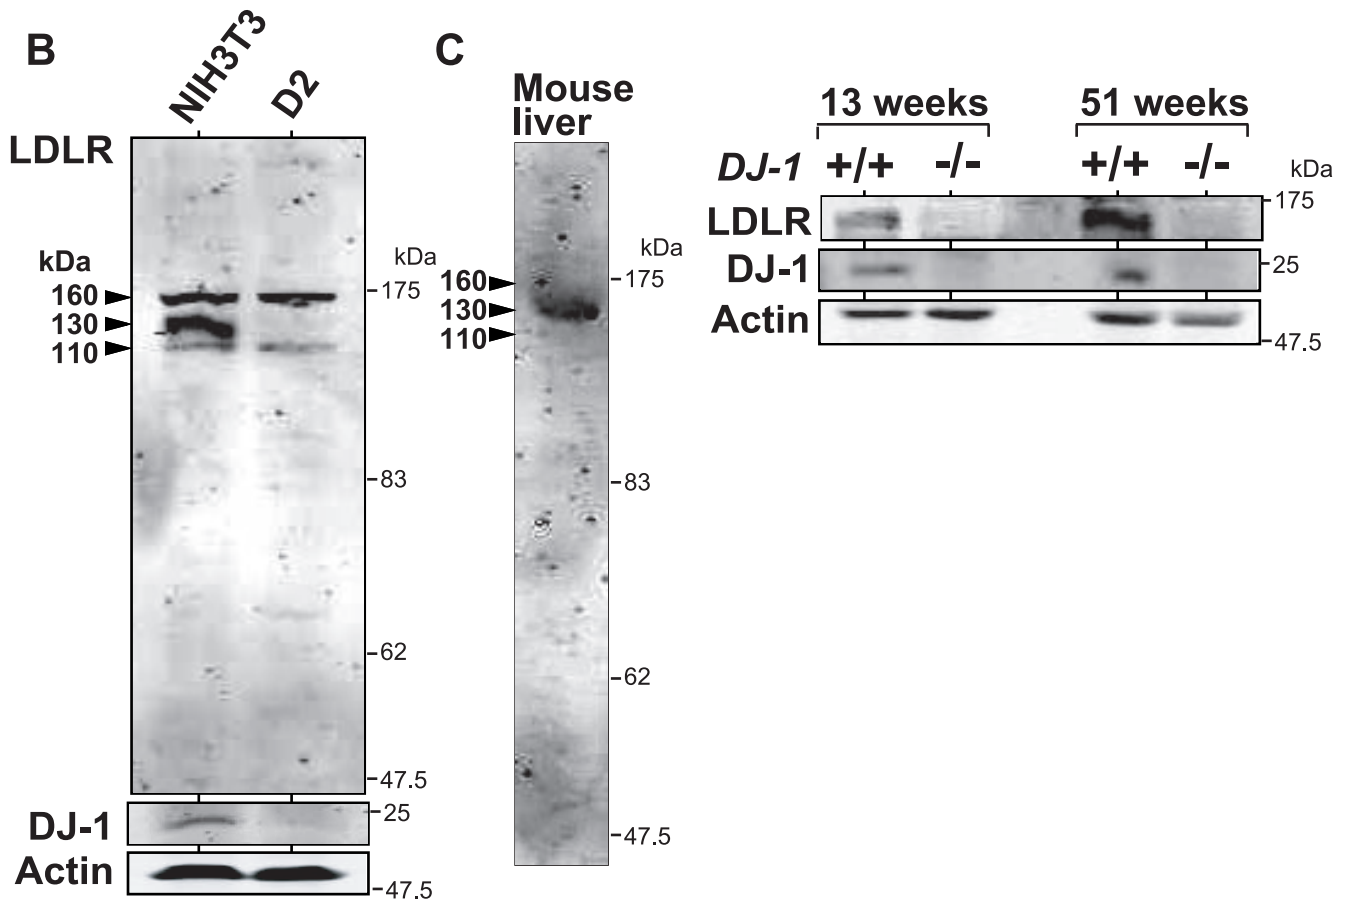 B
NIH3T3
D2
LDLR
kDa
160
130
110
kDa
175
83
62
47.5
DJ-1
25
Actin
47.5
C
Mouse
liver
160
130
110
kDa
175
83
62
47.5
13 weeks
51 weeks
DJ-1 +/+ -/- +/+ -/-
kDa
LDLR
175
DJ-1
25
Actin
47.5